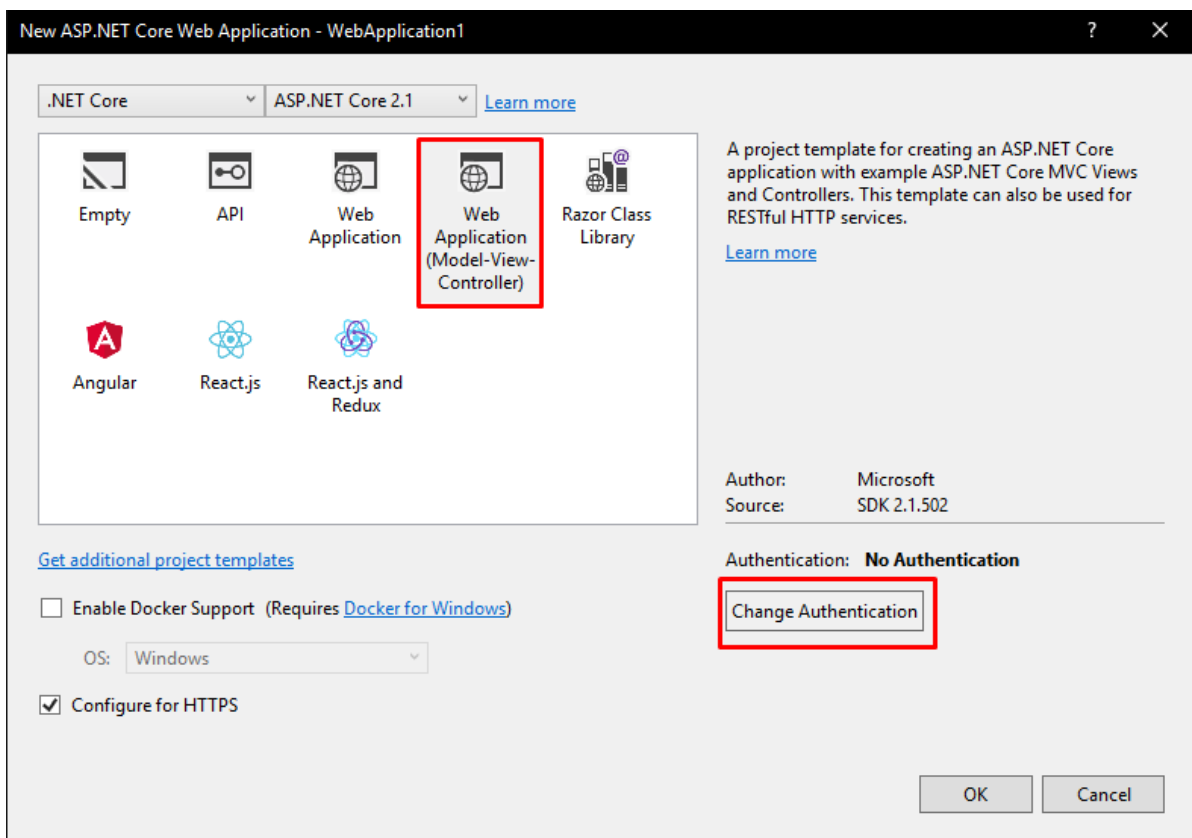 New ASP.NET Core Web Application - WebApplication1
?
.NET Core
ASP.NET Core 2.1
Learn more
Empty
API
Web
Application
Web
Application
(Model-View-
Controller)
Razor Class
Library
@
Angular
React.js
React.js and
Redux
A project template for creating an ASP.NET Core
application with example ASP.NET Core MVC Views
and Controllers. This template can also be used for
RESTful HTTP services.
Learn more
Author: Microsoft
Source: SDK 2.1.502
Get additional project templates
Authentication: No Authentication
Change Authentication
Enable Docker Support (Requires Docker for Windows)
OS: Windows
Configure for HTTPS
OK
Cancel